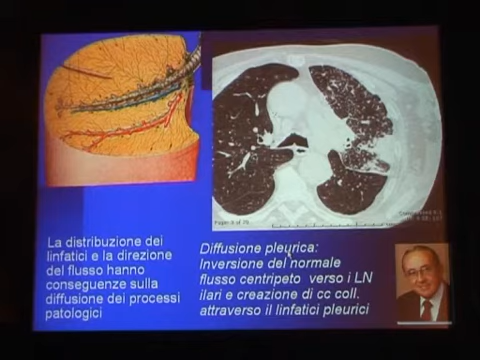 La distribuzione dei
linfatici e la direzione
del flusso hanno
conseguenze sulla
diffusione dei processi
patologici
Diffusione pleurica:
Inversione del normale
flusso centripeto verso i LN
ilari e creazione di cc coll.
attraverso il linfatici pleurici